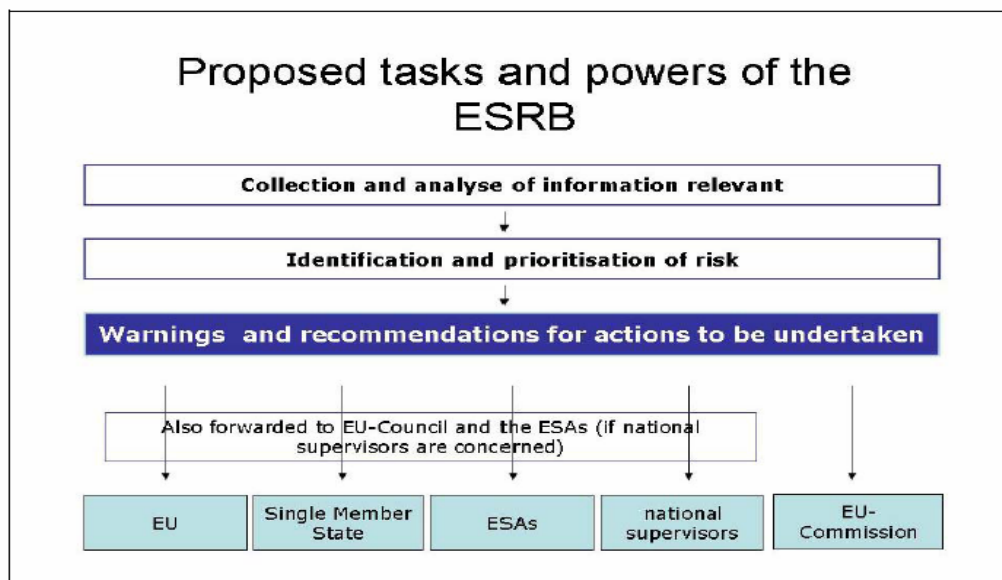 Proposed tasks and powers of the
ESRB
Collection and analyse of information relevant
Identification and prioritisation of risk
Warnings and recommendations for actions to be undertaken
Also forwarded to EU-Council and the ESAs (if national
supervisors are concerned)
EU
Single Member
State
ESAs
national
supervisors
EU-
Commission